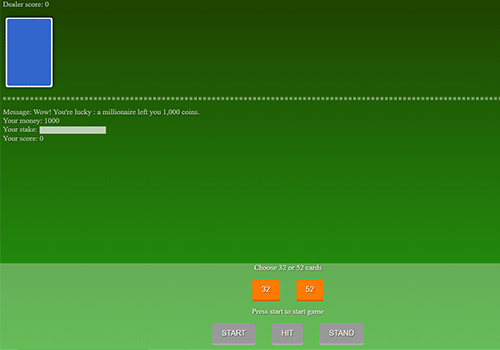 Dealer score: 0
Message: Wow! You're lucky : a millionaire left you 1,000 coins.
Your money: 1000
Your stake:
Your score: 0
Choose 32 or 52 cards
32 52
Press start to start game
START HIT STAND